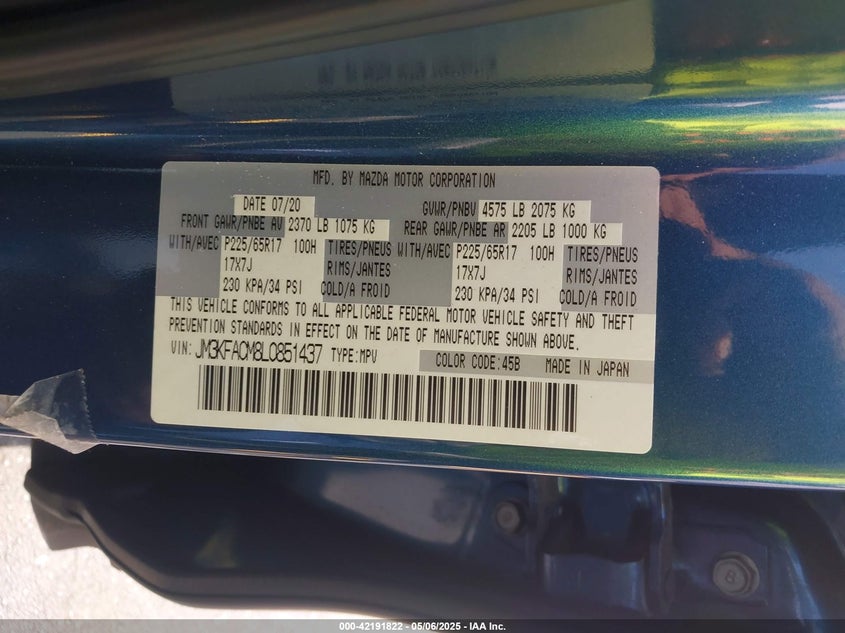 MFD. BY MAZDA MOTOR CORPORATION
DATE 07/20 GVWR/PNBV 4575 LB 2075 KG
FRONT GAWR/PNBE AV 2370 LB 1075 KG REAR GAWR/PNBE AR 2205 LB 1000 KG
WITH/AVEC P225/65R17 100H TIRES/PNEUS WITH/AVEC P225/65R17 100H TIRES/PNEUS
17X7J RIMS/JANTES 17X7J RIMS/JANTES
230 KPA/34 PSI COLD/A FROID 230 KPA/34 PSI COLD/A FROID
THIS VEHICLE CONFORMS TO ALL APPLICABLE FEDERAL MOTOR VEHICLE SAFETY AND THEFT
PREVENTION STANDARDS IN EFFECT ON THE DATE OF MANUFACTURE SHOWN ABOVE.
VIN: JM3KFACM8L0851437 TYPE:MPV COLOR CODE:45B MADE IN JAPAN
8
000-42191822 - 05/06/2025 - IAA Inc.